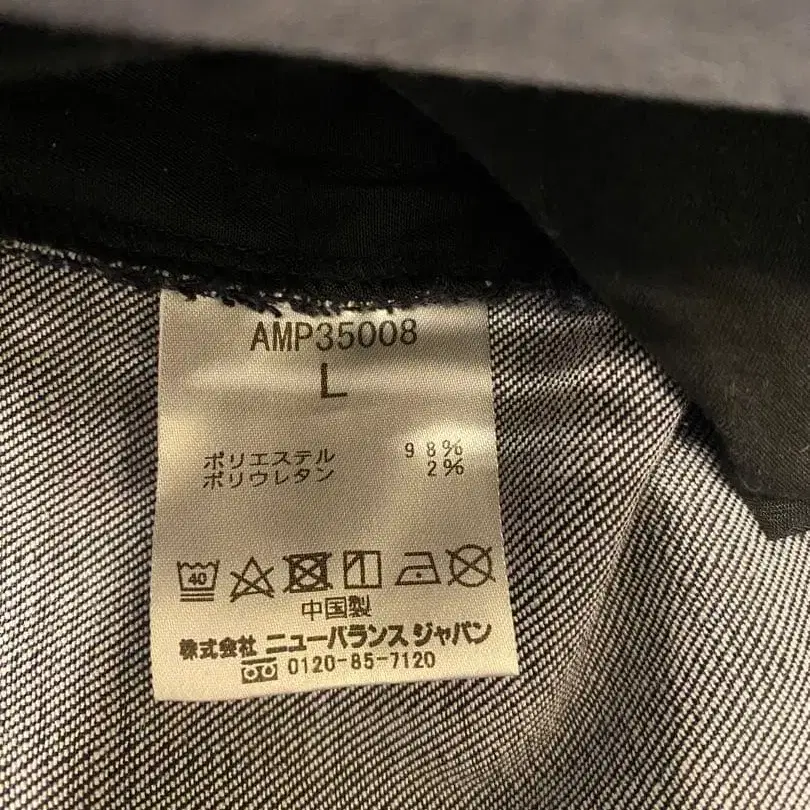 AMP35008
L
ポリエステル 98%
ポリウレタン 2%
40
中国製
株式会社 ニューバランス ジャパン
0120-85-7120